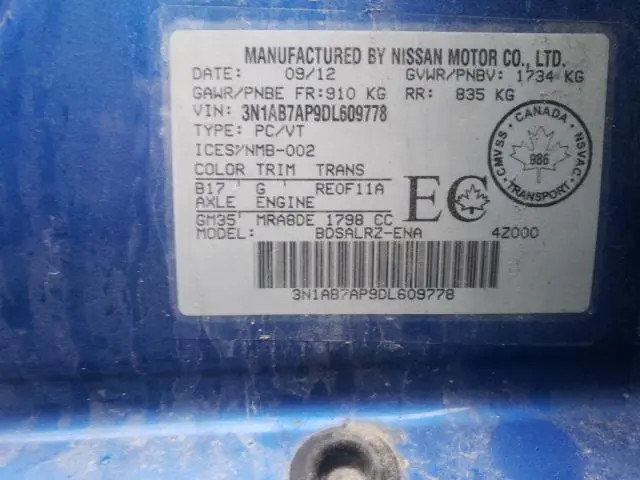 MANUFACTURED BY NISSAN MOTOR CO., LTD.
DATE: 09/12 GVWR/PNBV: 1734 KG
GAWR/PNBE FR: 910 KG RR: 835 KG
VIN: 3N1AB7AP9DL609778
TYPE: PC/VT
ICES/NMB-002
COLOR TRIM TRANS
B17 ' G ' RE0F11A
AXLE ENGINE
GM35' MRA8DE 1798 CC
MODEL: BDSALRZ-ENA 4Z000
EC
CMVSS • CANADA • NSVAC
986
TRANSPORT
3N1AB7AP9DL609778